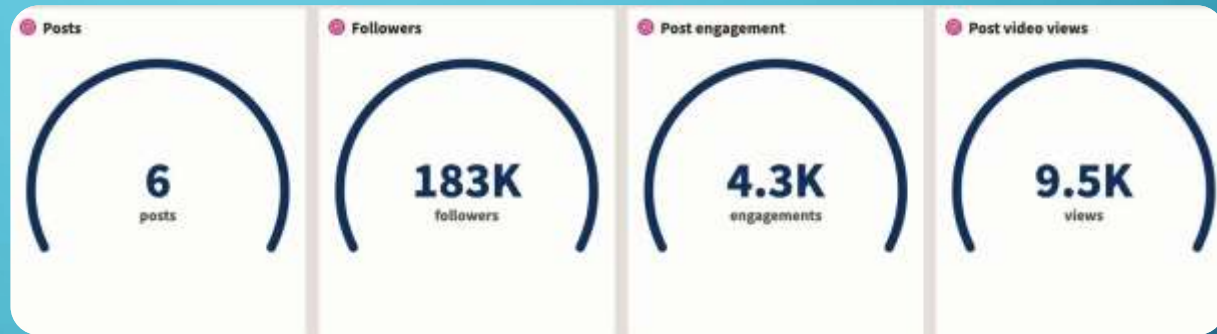 Posts
6
posts
Followers
183K
followers
Post engagement
4.3K
engagements
Post video views
9.5K
views